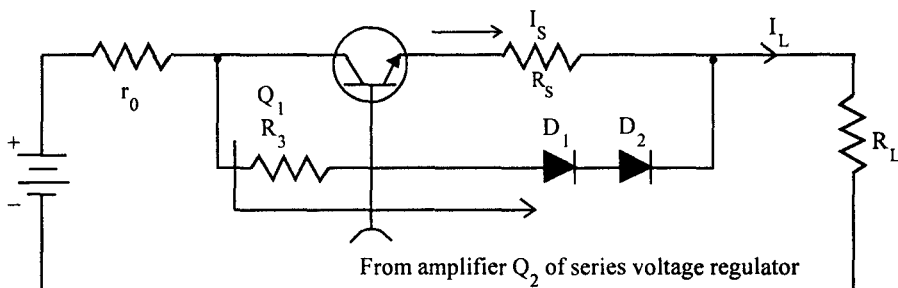 I_S
I_L
r_0
R_S
Q_1
R_3
D_1
D_2
R_L
+
−
From amplifier Q_2 of series voltage regulator